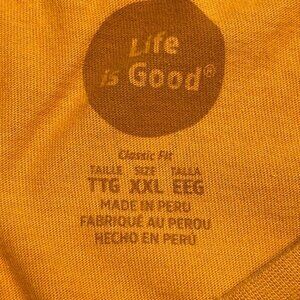 Life
is Good®
Classic Fit
TAILLE SIZE TALLA
TTG XXL EEG
MADE IN PERU
FABRIQUÉ AU PEROU
HECHO EN PERÚ